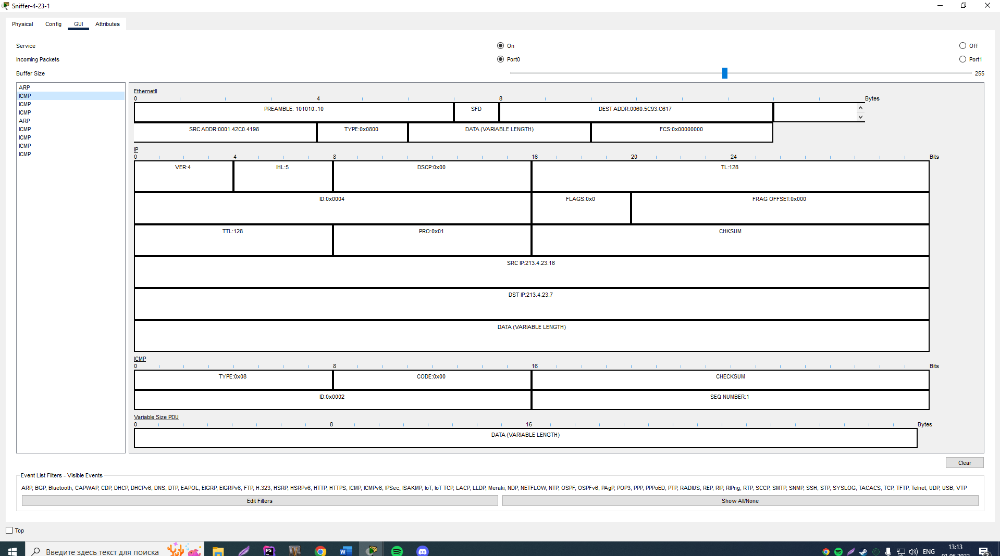 Sniffer-4-23-1
Physical Config GUI Attributes
Service On Off
Incoming Packets Port0 Port1
Buffer Size 255
ARP
ICMP
ICMP
ICMP
ARP
ICMP
ICMP
ICMP
ICMP
EthernetII
0 4 8 Bytes
PREAMBLE: 101010..10 SFD DEST ADDR:0060.5C93.C617
SRC ADDR:0001.42C0.4198 TYPE:0x0800 DATA (VARIABLE LENGTH) FCS:0x00000000
IP
0 4 8 16 20 24 Bits
VER:4 IHL:5 DSCP:0x00 TL:128
ID:0x0004 FLAGS:0x0 FRAG OFFSET:0x000
TTL:128 PRO:0x01 CHKSUM
SRC IP:213.4.23.16
DST IP:213.4.23.7
DATA (VARIABLE LENGTH)
ICMP
0 8 16 Bits
TYPE:0x08 CODE:0x00 CHECKSUM
ID:0x0002 SEQ NUMBER:1
Variable Size PDU
0 8 16 Bytes
DATA (VARIABLE LENGTH)
Clear
Event List Filters - Visible Events
ARP, BGP, Bluetooth, CAPWAP, CDP, DHCP, DHCPv6, DNS, DTP, EAPOL, EIGRP, EIGRPv6, FTP, H.323, HSRP, HSRPv6, HTTP, HTTPS, ICMP, ICMPv6, IPSec, ISAKMP, IoT, IoT TCP, LACP, LLDP, Meraki, NDP, NETFLOW, NTP, OSPF, OSPFv6, PAgP, POP3, PPP, PPPoED, PTP, RADIUS, REP, RIP, RIPng, RTP, SCCP, SMTP, SNMP, SSH, STP, SYSLOG, TACACS, TCP, TFTP, Telnet, UDP, USB, VTP
Edit Filters Show All/None
Top
Введите здесь текст для поиска PS W ENG 13:13